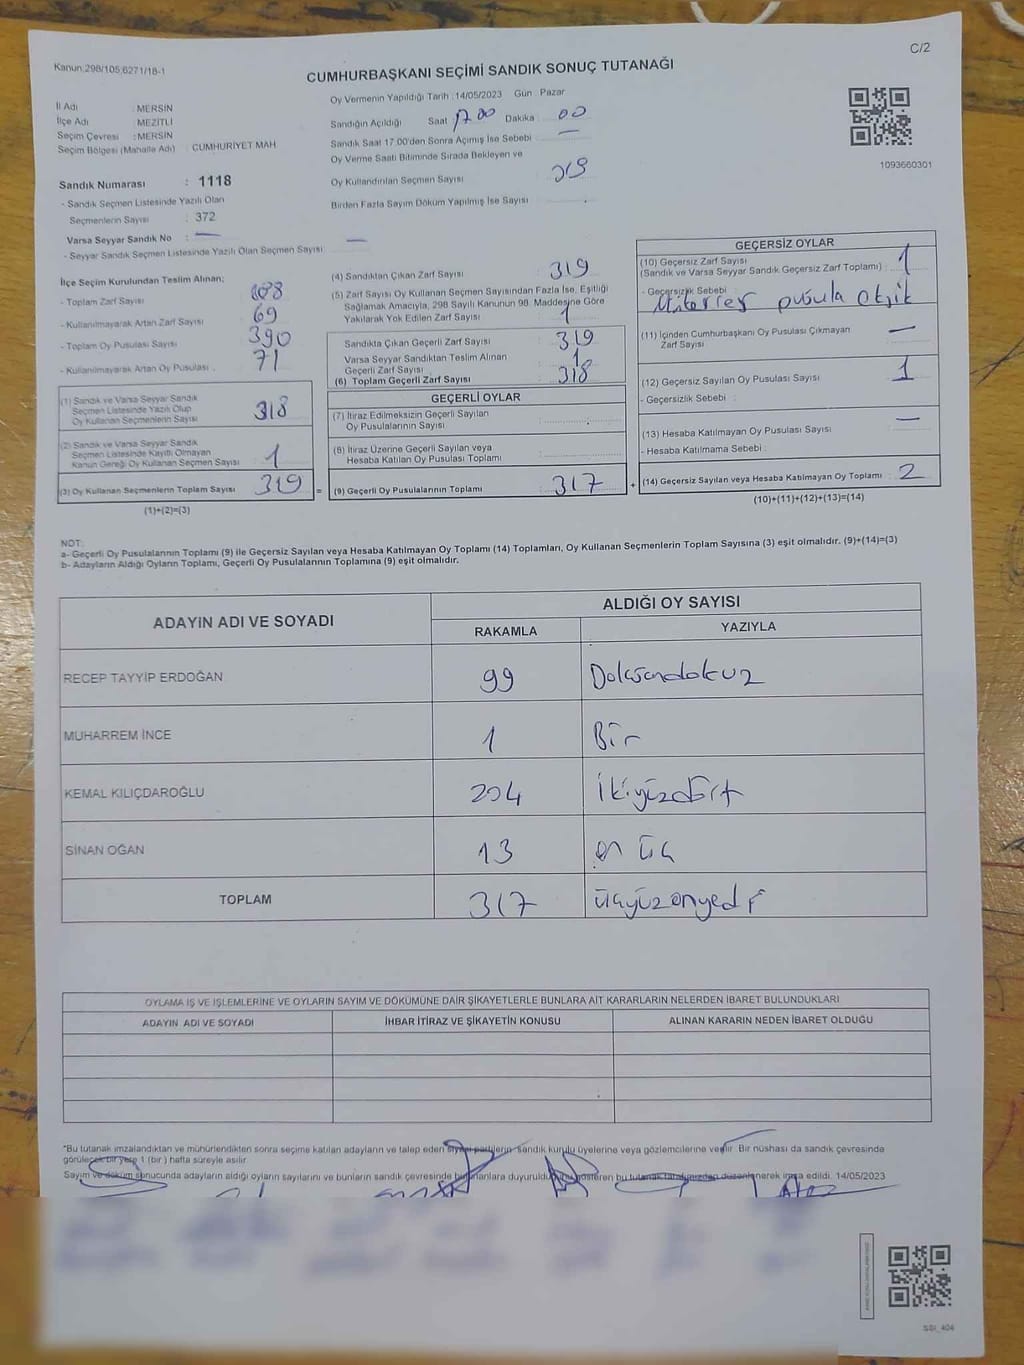 C/2
Kanun:298/105,6271/18-1
CUMHURBAŞKANI SEÇİMİ SANDIK SONUÇ TUTANAĞI
İl Adı : MERSİN
İlçe Adı : MEZİTLİ
Seçim Çevresi : MERSİN
Seçim Bölgesi (Mahalle Adı) : CUMHURİYET MAH
Sandık Numarası : 1118
- Sandık Seçmen Listesinde Yazılı Olan
Seçmenlerin Sayısı : 372
Varsa Seyyar Sandık No : —
- Seyyar Sandık Seçmen Listesinde Yazılı Olan Seçmen Sayısı : —
Oy Vermenin Yapıldığı Tarih :14/05/2023 Gün : Pazar
Sandığın Açıldığı Saat 17.00 Dakika 00
Sandık Saat 17:00'den Sonra Açımış İse Sebebi : —
Oy Verme Saati Bitiminde Sırada Bekleyen ve
Oy Kullandırılan Seçmen Sayısı
Birden Fazla Sayım Döküm Yapılmış İse Sayısı
1093660301
İlçe Seçim Kurulundan Teslim Alınan;
- Toplam Zarf Sayısı
- Kullanılmayarak Artan Zarf Sayısı : 69
- Toplam Oy Pusulası Sayısı : 390
- Kullanılmayarak Artan Oy Pusulası : 71
(1) Sandık ve Varsa Seyyar Sandık
Seçmen Listesinde Yazılı Olup
Oy Kullanan Seçmenlerin Sayısı : 318
(2) Sandık ve Varsa Seyyar Sandık
Seçmen Listesinde Kayıtlı Olmayan
Kanun Gereği Oy Kullanan Seçmen Sayısı : 1
(3) Oy Kullanan Seçmenlerin Toplam Sayısı : 319 =
(1)+(2)=(3)
(4) Sandıktan Çıkan Zarf Sayısı : 319
(5) Zarf Sayısı Oy Kullanan Seçmen Sayısından Fazla İse, Eşitliği
Sağlamak Amacıyla, 298 Sayılı Kanunun 98. Maddesine Göre
Yakılarak Yok Edilen Zarf Sayısı : 1
Sandıkta Çıkan Geçerli Zarf Sayısı : 319
Varsa Seyyar Sandıktan Teslim Alınan
Geçerli Zarf Sayısı : 1
(6) Toplam Geçerli Zarf Sayısı : 318
GEÇERLİ OYLAR
(7) İtiraz Edilmeksizin Geçerli Sayılan
Oy Pusulalarının Sayısı :
(8) İtiraz Üzerine Geçerli Sayılan veya
Hesaba Katılan Oy Pusulası Toplamı :
(9) Geçerli Oy Pusulalarının Toplamı : 317 +
GEÇERSİZ OYLAR
(10) Geçersiz Zarf Sayısı
(Sandık ve Varsa Seyyar Sandık Geçersiz Zarf Toplamı) : 1
- Geçersizlik Sebebi : pusula
(11) İçinden Cumhurbaşkanı Oy Pusulası Çıkmayan
Zarf Sayısı : —
(12) Geçersiz Sayılan Oy Pusulası Sayısı : 1
- Geçersizlik Sebebi :
(13) Hesaba Katılmayan Oy Pusulası Sayısı : —
- Hesaba Katılmama Sebebi :
(14) Geçersiz Sayılan veya Hesaba Katılmayan Oy Toplamı : 2
(10)+(11)+(12)+(13)=(14)
NOT:
a- Geçerli Oy Pusulalarının Toplamı (9) ile Geçersiz Sayılan veya Hesaba Katılmayan Oy Toplamı (14) Toplamları, Oy Kullanan Seçmenlerin Toplam Sayısına (3) eşit olmalıdır. (9)+(14)=(3)
b- Adayların Aldığı Oyların Toplamı, Geçerli Oy Pusulalarının Toplamına (9) eşit olmalıdır.
ADAYIN ADI VE SOYADI
ALDIĞI OY SAYISI
RAKAMLA YAZIYLA
RECEP TAYYİP ERDOĞAN 99 Doksandokuz
MUHARREM İNCE 1 Bir
KEMAL KILIÇDAROĞLU 204 İkiyüzdört
SİNAN OĞAN 13 on üç
TOPLAM 317 üçyüzonyedi
OYLAMA İŞ VE İŞLEMLERİNE VE OYLARIN SAYIM VE DÖKÜMÜNE DAİR ŞİKAYETLERLE BUNLARA AİT KARARLARIN NELERDEN İBARET BULUNDUKLARI
ADAYIN ADI VE SOYADI İHBAR İTİRAZ VE ŞİKAYETİN KONUSU ALINAN KARARIN NEDEN İBARET OLDUĞU
*Bu tutanak imzalandıktan ve mühürlendikten sonra seçime katılan adayların ve talep eden siyasi partilerin, sandık kurulu üyelerine veya gözlemcilerine verilir. Bir nüshası da sandık çevresinde
görülecek bir yere 1 (bir) hafta süreyle asılır.
Sayım ve döküm sonucunda adayların aldığı oyların sayılarını ve bunların sandık çevresinde bulunanlara duyurulduğunu gösteren bu tutanak tarafımızdan düzenlenerek imza edildi. 14/05/2023
SSI_404